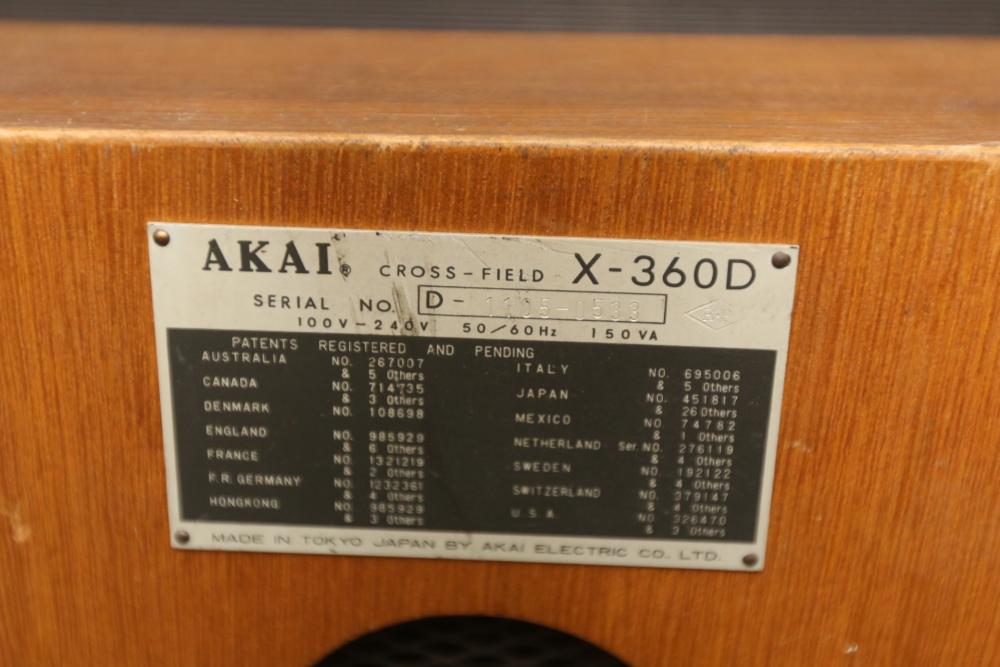 AKAI® CROSS-FIELD X-360D
SERIAL NO. D-1105-0533
100V-240V 50/60Hz 150VA
PATENTS REGISTERED AND PENDING
AUSTRALIA NO. 267007
& 5 Others
CANADA NO. 714735
& 3 Others
DENMARK NO. 108698
ENGLAND NO. 985929
& 6 Others
FRANCE NO. 1321219
& 2 Others
F.R. GERMANY NO. 1232361
& 4 Others
HONGKONG NO. 985929
& 3 Others
ITALY NO. 695006
& 5 Others
JAPAN NO. 451817
& 26 Others
MEXICO NO. 74782
& 1 Others
NETHERLAND Ser. NO. 276119
& 4 Others
SWEDEN NO. 192122
& 4 Others
SWITZERLAND NO. 379147
& 4 Others
U.S.A. NO. 326470
& 9 Others
MADE IN TOKYO JAPAN BY AKAI ELECTRIC CO., LTD.